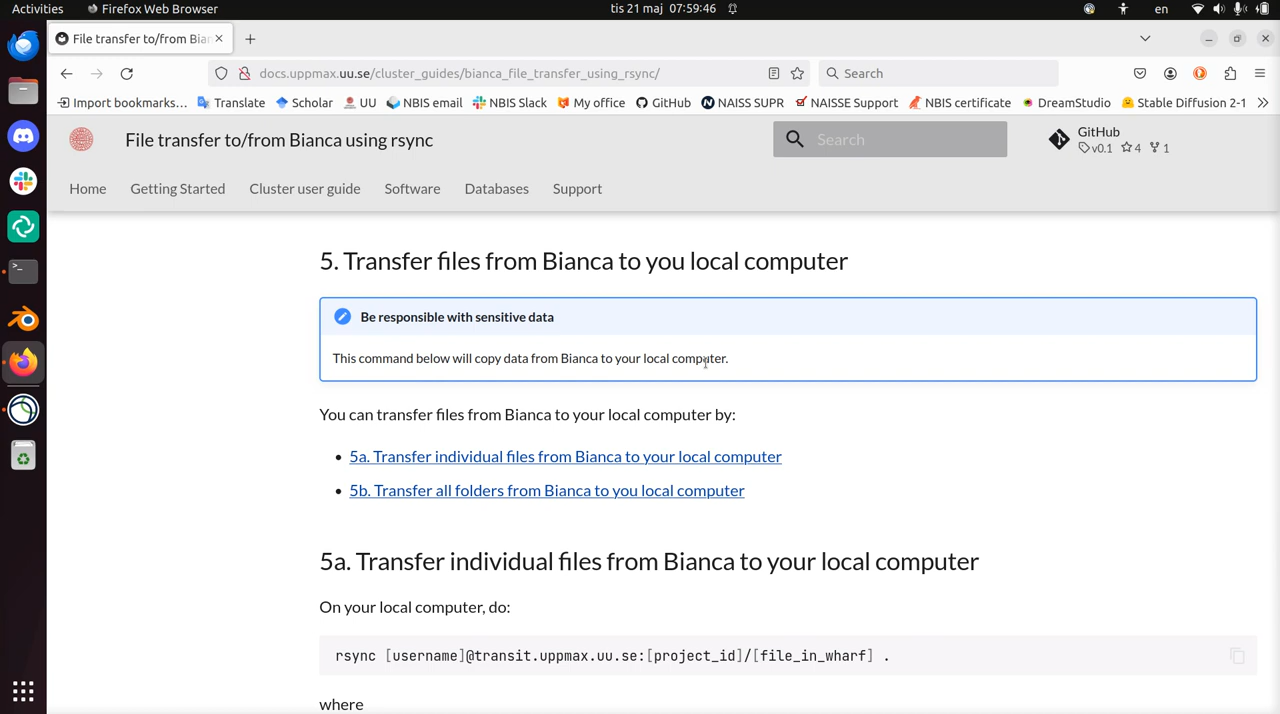 Activities
Firefox Web Browser
tis 21 maj 07:59:46
en
File transfer to/from Bian
docs.uppmax.uu.se/cluster_guides/bianca_file_transfer_using_rsync/
Search
Import bookmarks...
Translate
Scholar
UU
NBIS email
NBIS Slack
My office
GitHub
NAISS SUPR
NAISSE Support
NBIS certificate
DreamStudio
Stable Diffusion 2-1
File transfer to/from Bianca using rsync
Search
GitHub
v0.1 4 1
Home
Getting Started
Cluster user guide
Software
Databases
Support
5. Transfer files from Bianca to you local computer
Be responsible with sensitive data
This command below will copy data from Bianca to your local computer.
You can transfer files from Bianca to your local computer by:
• 5a. Transfer individual files from Bianca to your local computer
• 5b. Transfer all folders from Bianca to you local computer
5a. Transfer individual files from Bianca to your local computer
On your local computer, do:
rsync [username]@transit.uppmax.uu.se:[project_id]/[file_in_wharf] .
where